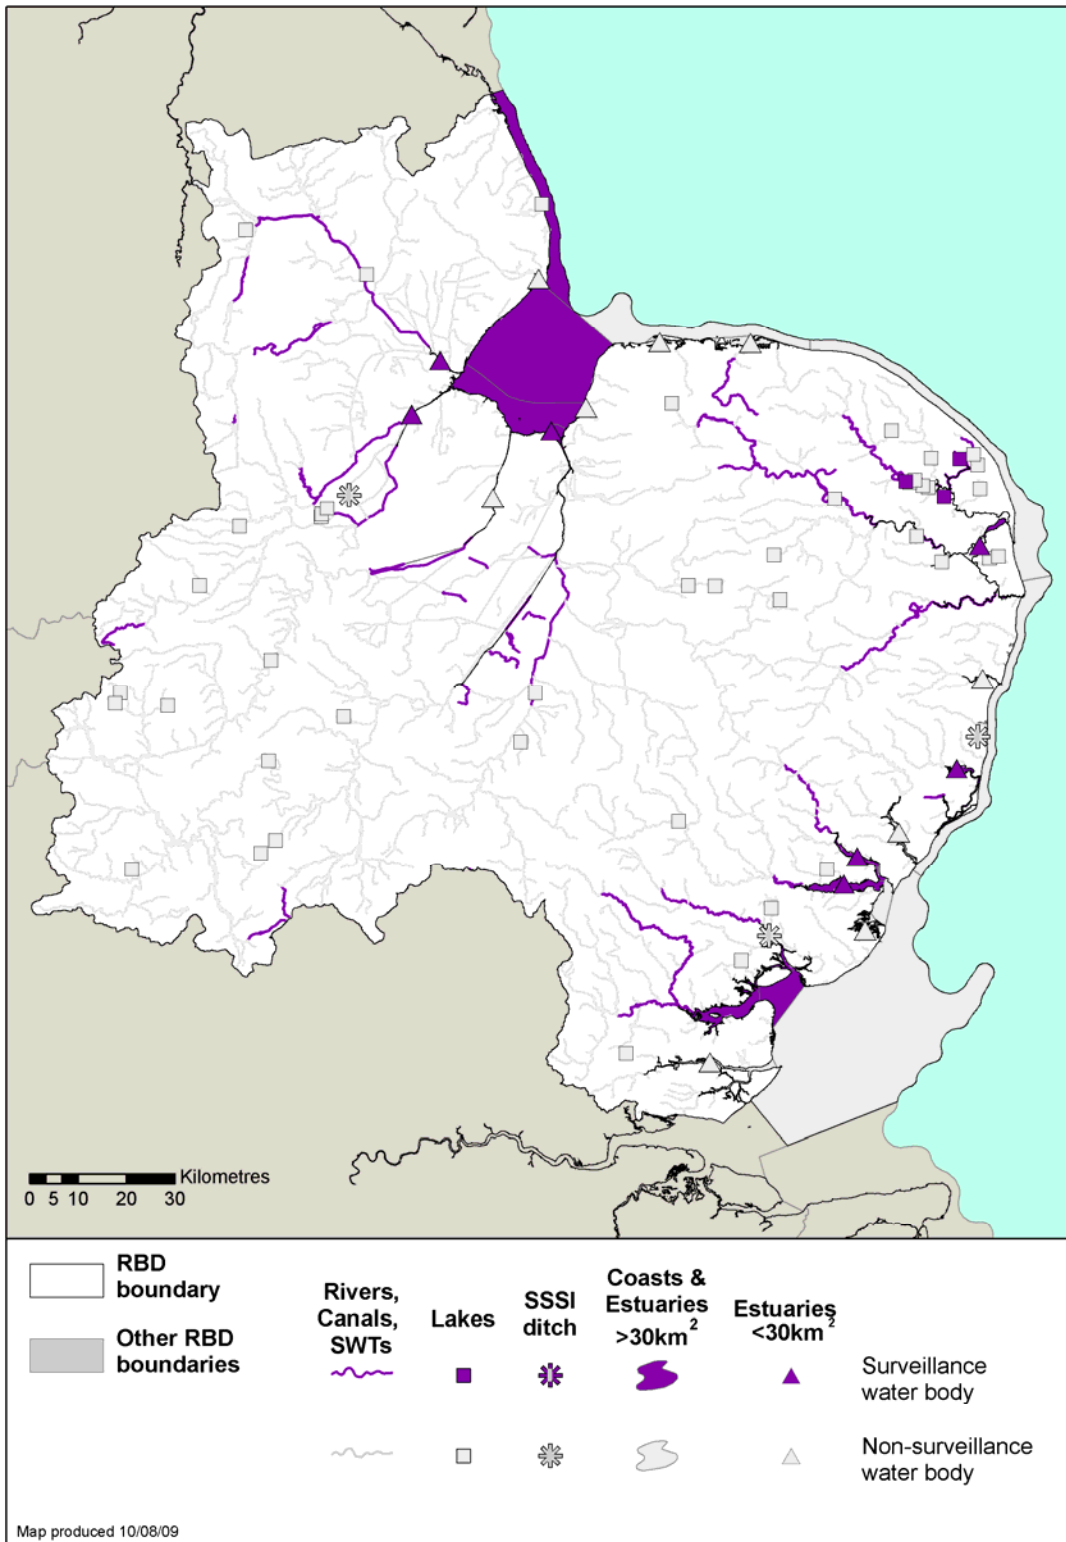 Kilometres
0 5 10 20 30
RBD
boundary
Other RBD
boundaries
Rivers,
Canals,
SWTs
Lakes
SSSI
ditch
Coasts &
Estuaries
>30km²
Estuaries
<30km²
Surveillance
water body
Non-surveillance
water body
Map produced 10/08/09